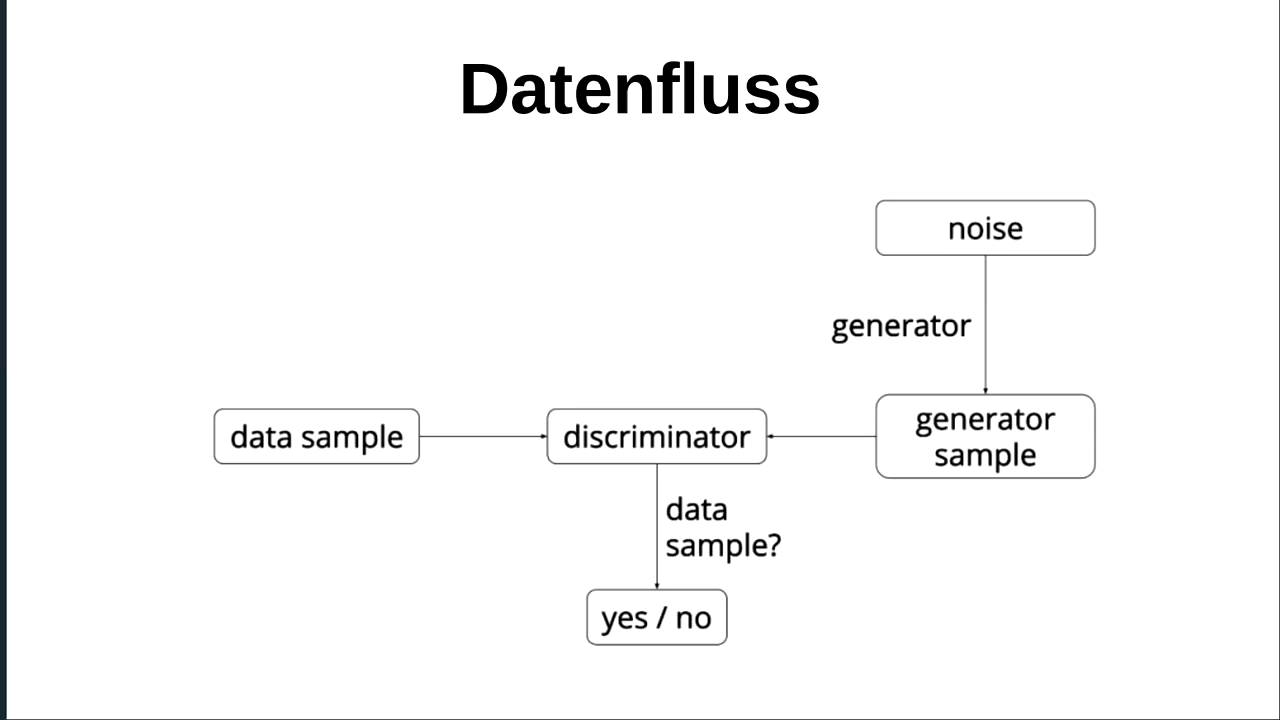 Datenfluss
noise
generator
data sample
discriminator
generator
sample
data
sample?
yes / no